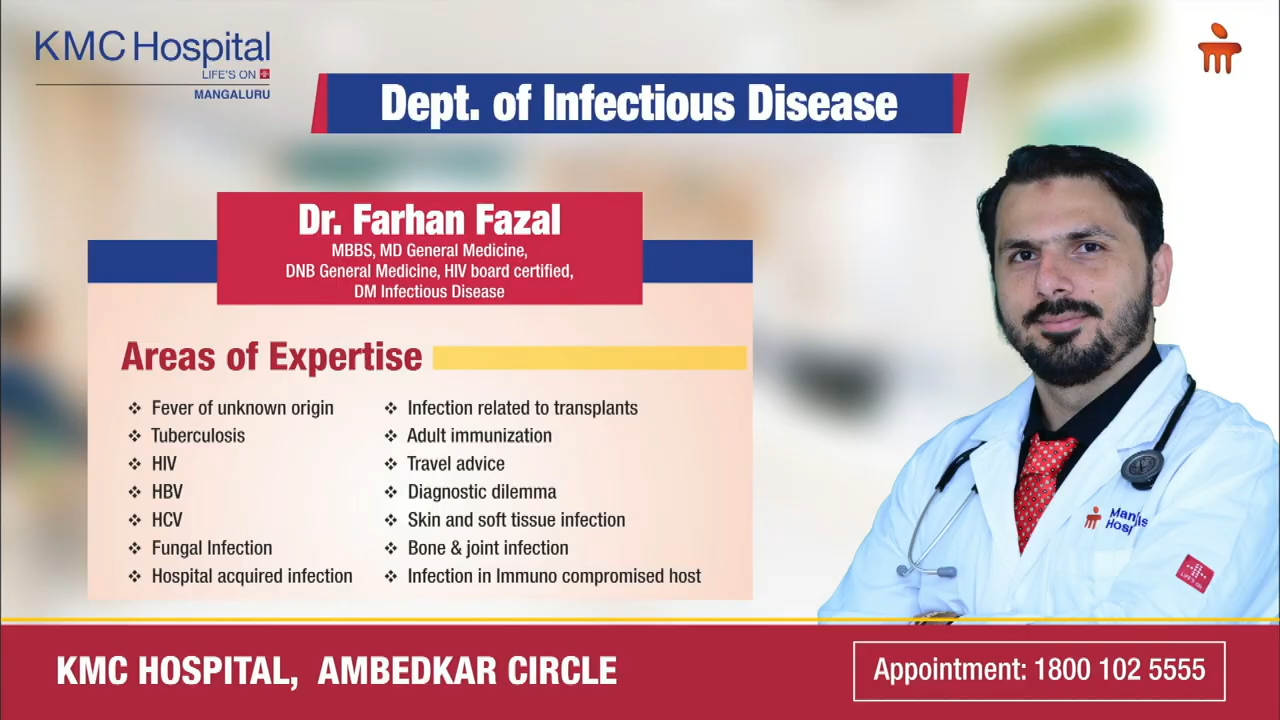 KMC Hospital
LIFE'S ON
MANGALURU
Dept. of Infectious Disease
Dr. Farhan Fazal
MBBS, MD General Medicine,
DNB General Medicine, HIV board certified,
DM Infectious Disease
Areas of Expertise
❖ Fever of unknown origin
❖ Tuberculosis
❖ HIV
❖ HBV
❖ HCV
❖ Fungal Infection
❖ Hospital acquired infection
❖ Infection related to transplants
❖ Adult immunization
❖ Travel advice
❖ Diagnostic dilemma
❖ Skin and soft tissue infection
❖ Bone & joint infection
❖ Infection in Immuno compromised host
LIFE'S ON
KMC HOSPITAL, AMBEDKAR CIRCLE
Appointment: 1800 102 5555